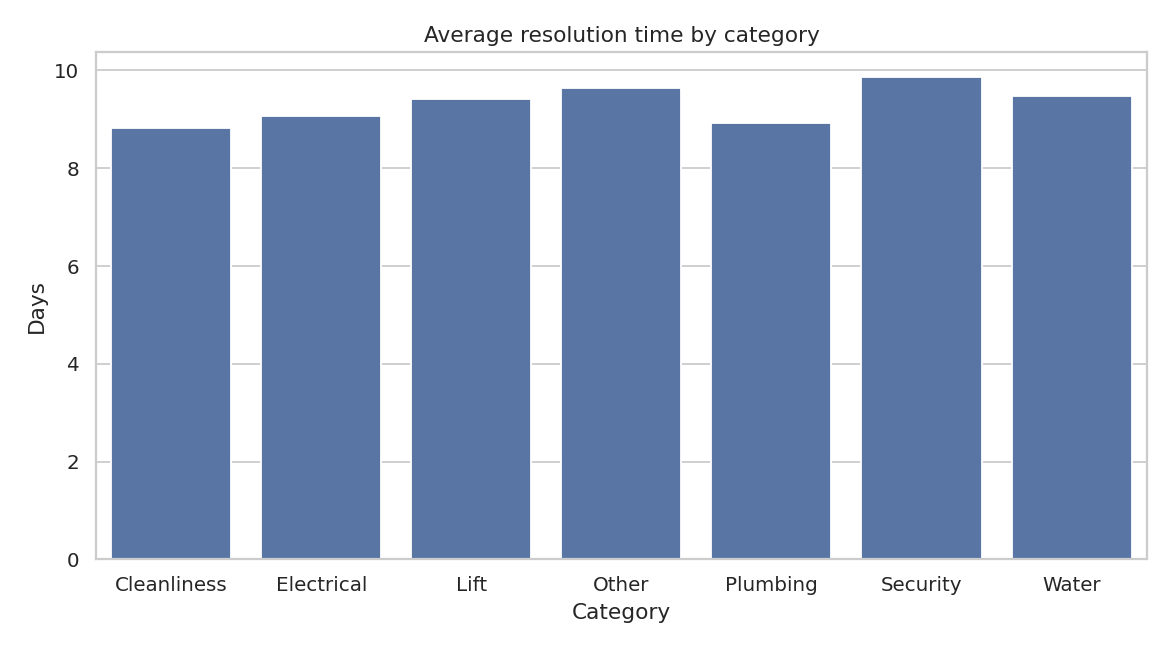 Average resolution time by category
10
8
6
4
2
0
Days
Cleanliness Electrical Lift Other Plumbing Security Water
Category